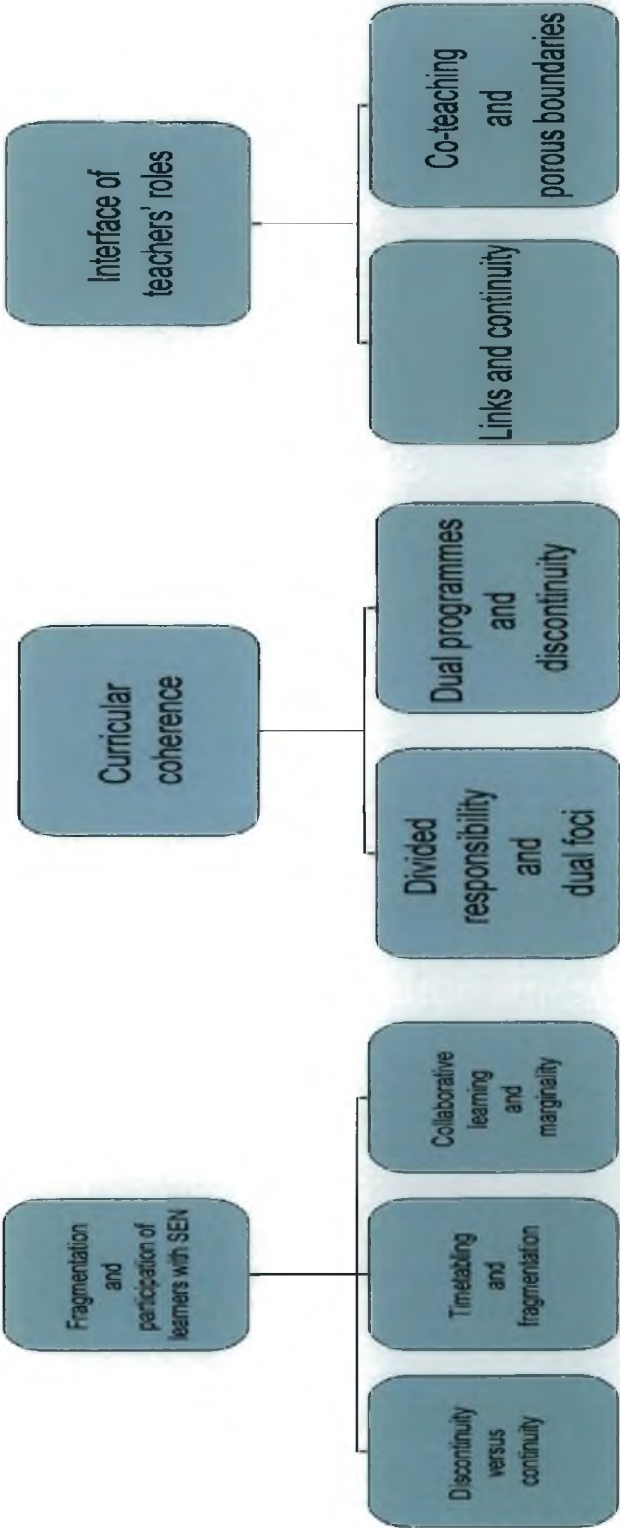 Fragmentation
and
participation of
learners with SEN
Discontinuity
versus
continuity
Timetabling
and
fragmentation
Collaborative
learning
and
marginality
Curricular
coherence
Divided
responsibility
and
dual foci
Dual programmes
and
discontinuity
Interface of
teachers' roles
Links and continuity
Co-teaching
and
porous boundaries